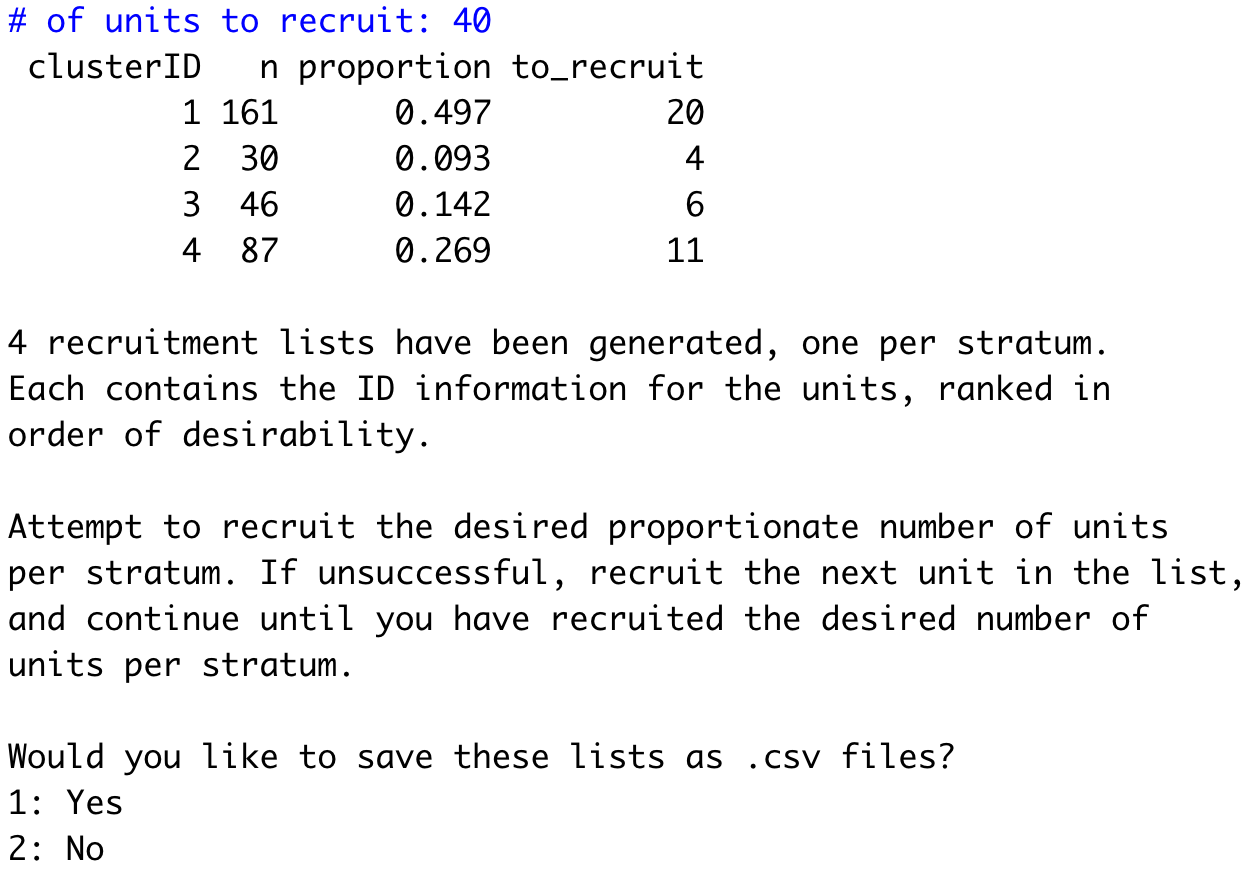 # of units to recruit: 40
clusterID n proportion to_recruit
1 161 0.497 20
2 30 0.093 4
3 46 0.142 6
4 87 0.269 11
4 recruitment lists have been generated, one per stratum.
Each contains the ID information for the units, ranked in
order of desirability.
Attempt to recruit the desired proportionate number of units
per stratum. If unsuccessful, recruit the next unit in the list,
and continue until you have recruited the desired number of
units per stratum.
Would you like to save these lists as .csv files?
1: Yes
2: No